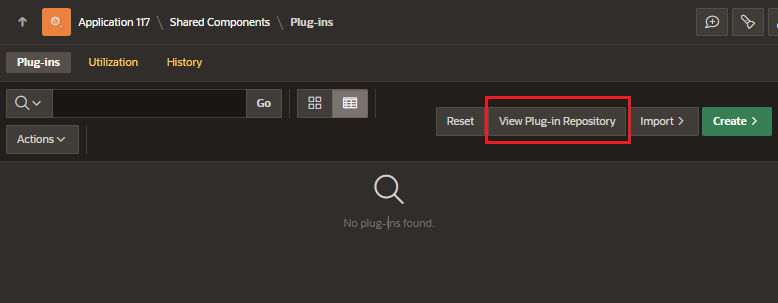 Application 117 \ Shared Components \ Plug-ins
Plug-ins Utilization History
Go
Reset View Plug-in Repository Import > Create >
Actions
No plug-ins found.